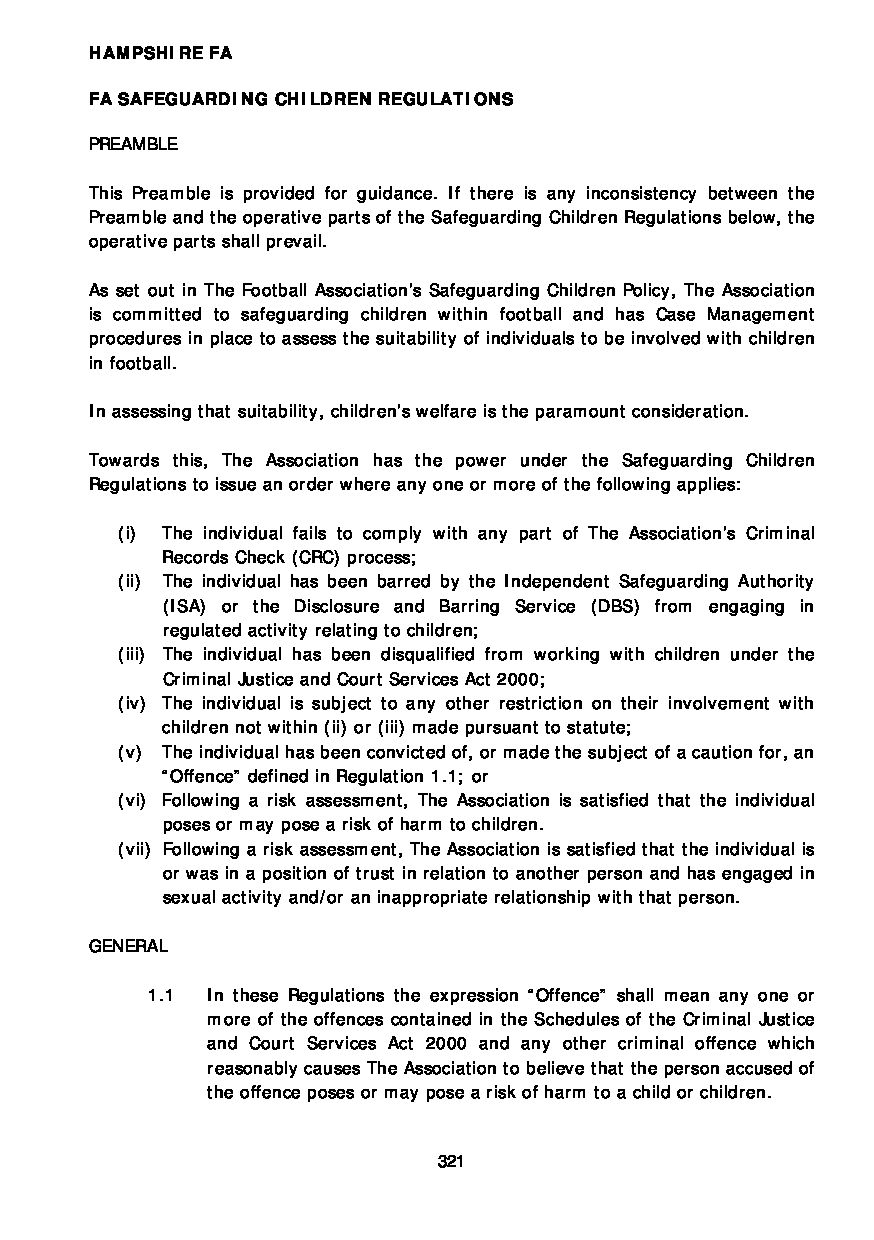 HAMPSHIRE FA
FA SAFEGUARDING CHILDREN REGULATIONS
PREAMBLE
This Preamble is provided for guidance. If there is any inconsistency between the
Preamble and the operative parts of the Safeguarding Children Regulations below, the
operative parts shall prevail.
As set out in The Football Association's Safeguarding Children Policy, The Association
is committed to safeguarding children within football and has Case Management
procedures in place to assess the suitability of individuals to be involved with children
in football.
In assessing that suitability, children's welfare is the paramount consideration.
Towards this, The Association has the power under the Safeguarding Children
Regulations to issue an order where any one or more of the following applies:
(i) The individual fails to comply with any part of The Association's Criminal
Records Check (CRC) process;
(ii) The individual has been barred by the Independent Safeguarding Authority
(ISA) or the Disclosure and Barring Service (DBS) from engaging in
regulated activity relating to children;
(iii) The individual has been disqualified from working with children under the
Criminal Justice and Court Services Act 2000;
(iv) The individual is subject to any other restriction on their involvement with
children not within (ii) or (iii) made pursuant to statute;
(v) The individual has been convicted of, or made the subject of a caution for, an
“Offence” defined in Regulation 1.1; or
(vi) Following a risk assessment, The Association is satisfied that the individual
poses or may pose a risk of harm to children.
(vii) Following a risk assessment, The Association is satisfied that the individual is
or was in a position of trust in relation to another person and has engaged in
sexual activity and/or an inappropriate relationship with that person.
GENERAL
1.1 In these Regulations the expression “Offence” shall mean any one or
more of the offences contained in the Schedules of the Criminal Justice
and Court Services Act 2000 and any other criminal offence which
reasonably causes The Association to believe that the person accused of
the offence poses or may pose a risk of harm to a child or children.
321